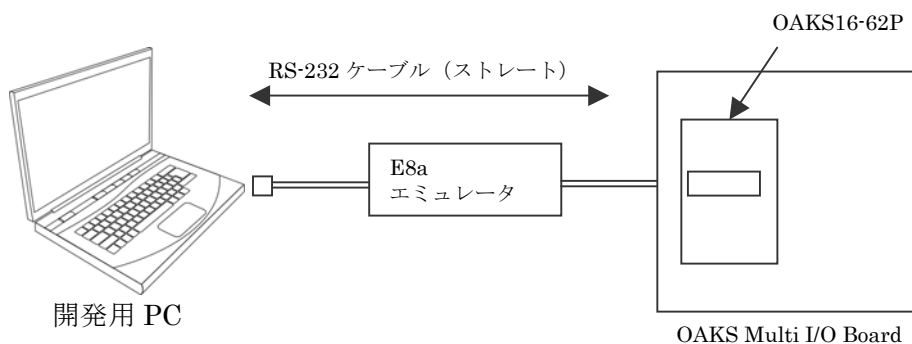 OAKS16-62P
RS-232 ケーブル（ストレート）
E8a
エミュレータ
開発用 PC
OAKS Multi I/O Board